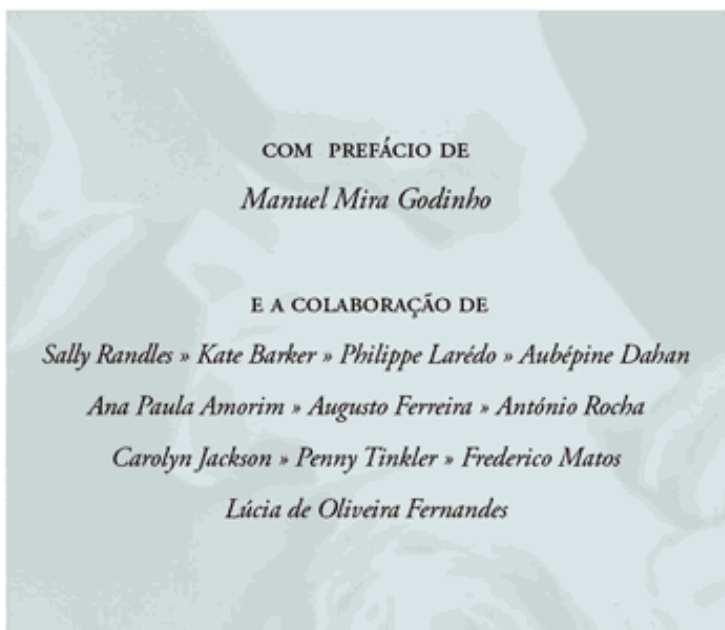 COM PREFÁCIO DE
Manuel Mira Godinho
E A COLABORAÇÃO DE
Sally Randles » Kate Barker » Philippe Larédo » Aubépine Dahan
Ana Paula Amorim » Augusto Ferreira » António Rocha
Carolyn Jackson » Penny Tinkler » Frederico Matos
Lúcia de Oliveira Fernandes